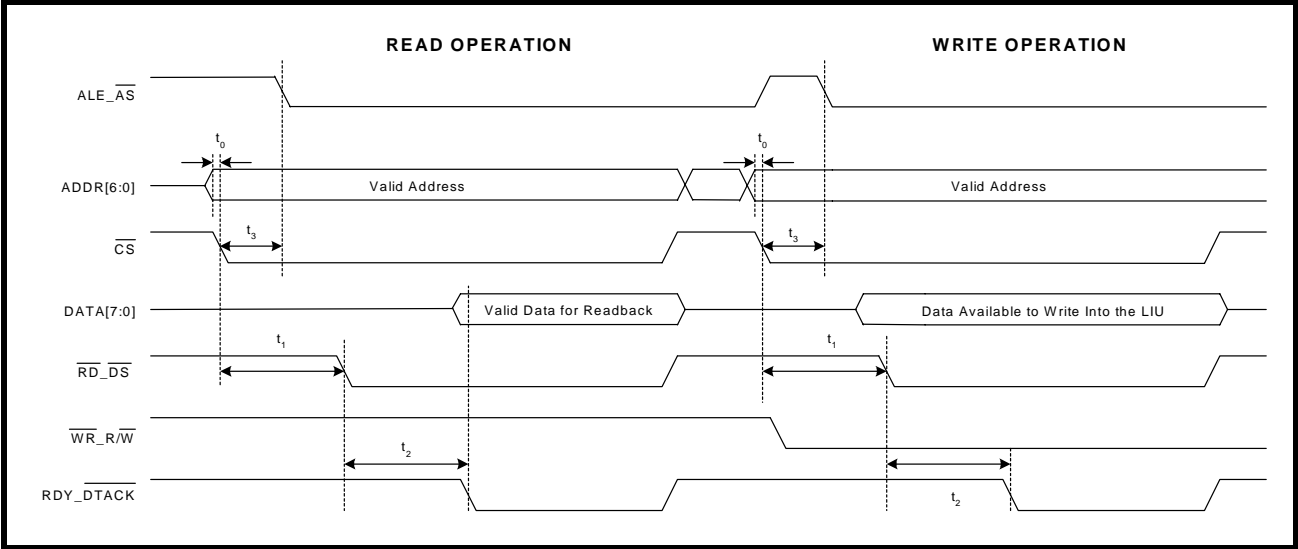 READ OPERATION WRITE OPERATION
ALE_AS
t0 t0
ADDR[6:0] Valid Address Valid Address
CS t3 t3
DATA[7:0] Valid Data for Readback Data Available to Write Into the LIU
t1 t1
RD_DS
WR_R/W
t2
RDY_DTACK t2